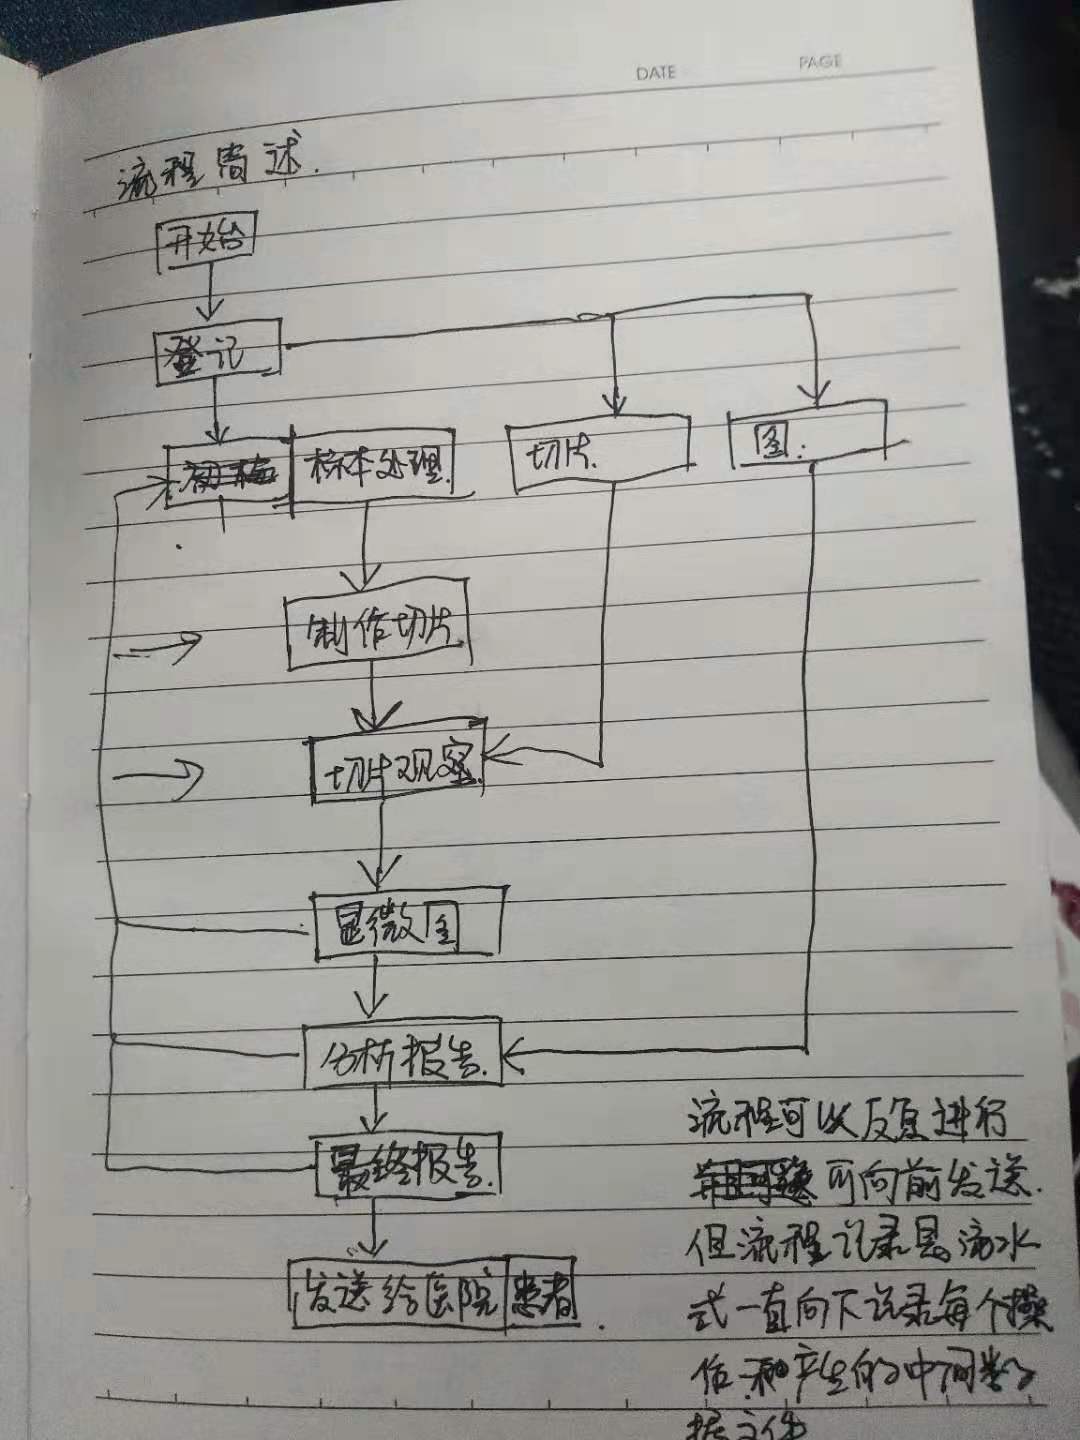 DATE
PAGE
流程简述.
开始
登记
标本处理.
切片.
图.
制作切片.
切片观察.
显微图
分析报告.
最终报告.
发送给医院 患者.
流程可以反复进行
可向前发送.
但流程记录是流水
式一直向下记录每个操
作.和产生的中间数
据文件